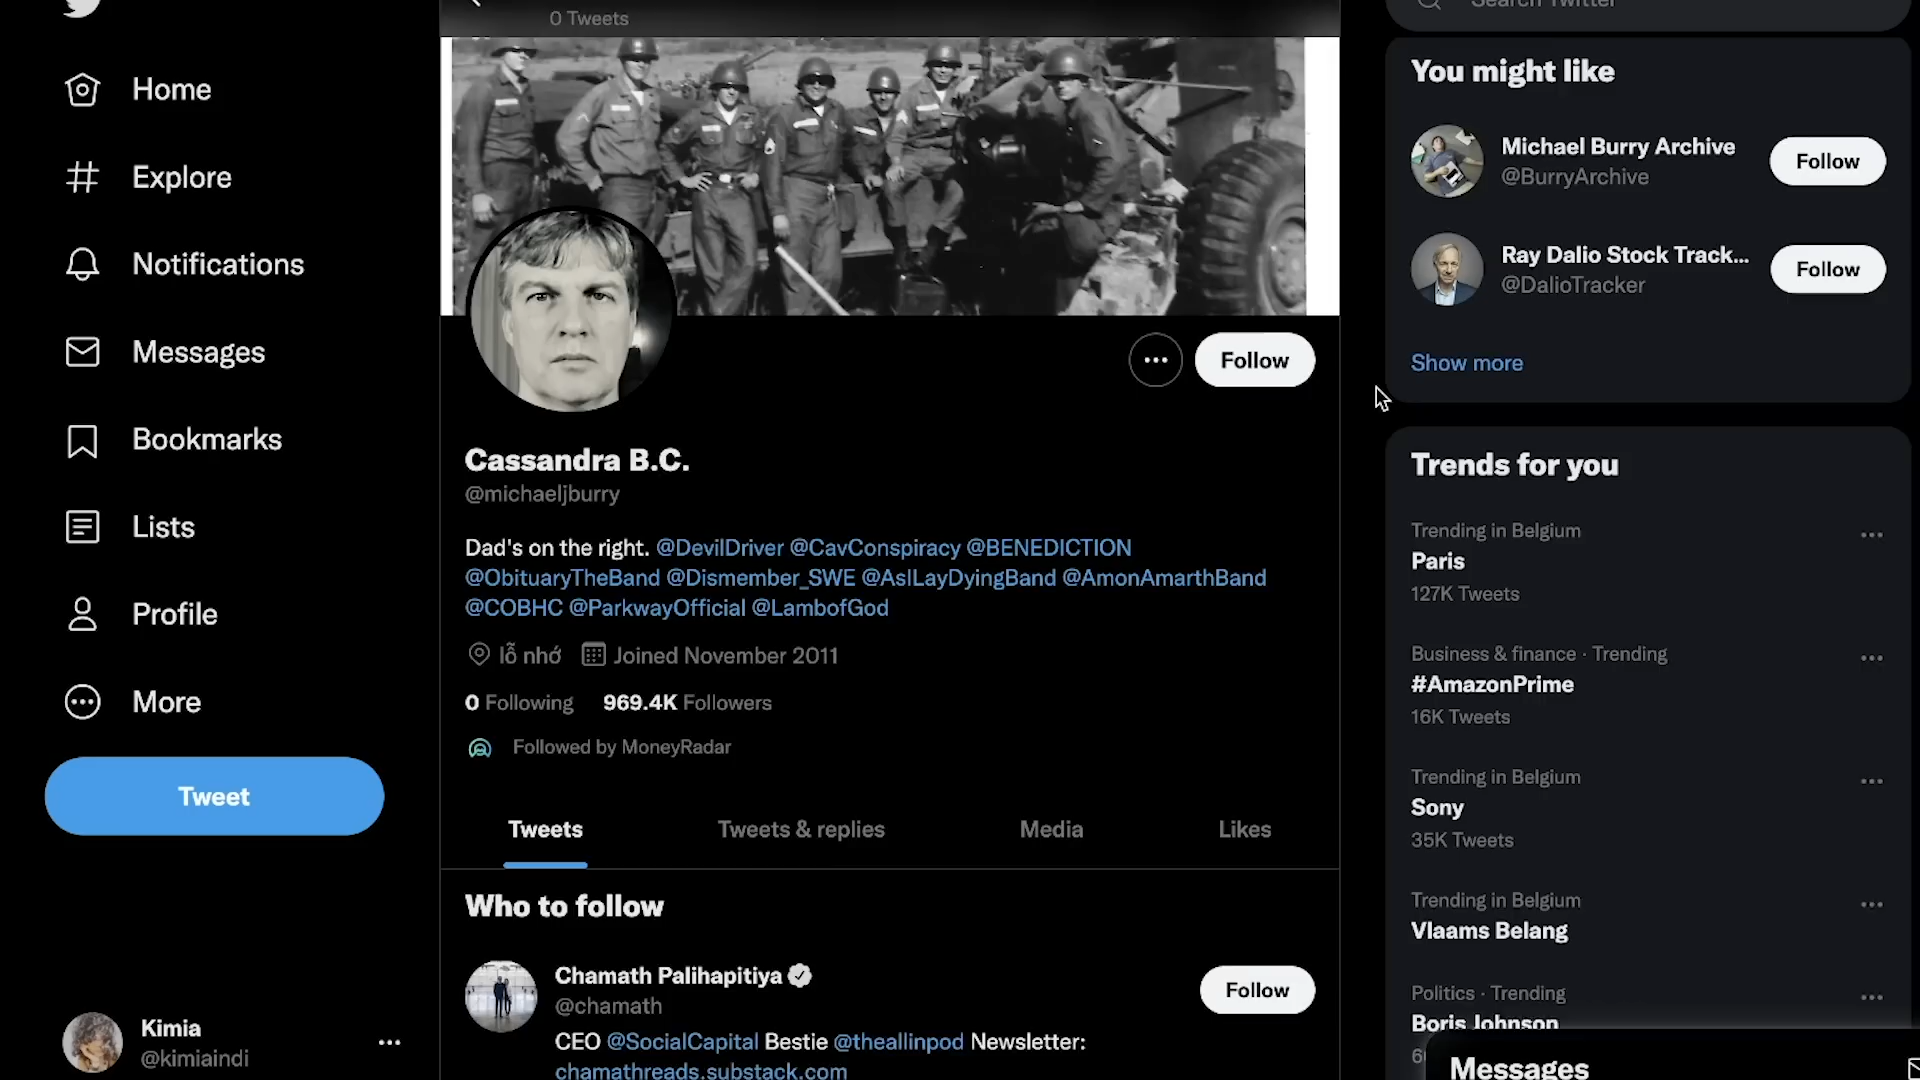 Home
Explore
Notifications
Messages
Bookmarks
Lists
Profile
More
Tweet
Kimia
@kimiaindi
0 Tweets
Follow
Cassandra B.C.
@michaeljburry
Dad's on the right. @DevilDriver @CavConspiracy @BENEDICTION
@ObituaryTheBand @Dismember_SWE @AsILayDyingBand @AmonAmarthBand
@COBHC @ParkwayOfficial @LambofGod
lỗ nhớ Joined November 2011
0 Following 969.4K Followers
Followed by MoneyRadar
Tweets Tweets & replies Media Likes
Who to follow
Chamath Palihapitiya
@chamath
Follow
CEO @SocialCapital Bestie @theallinpod Newsletter:
chamathreads.substack.com
Search Twitter
You might like
Michael Burry Archive
@BurryArchive
Follow
Ray Dalio Stock Track...
@DalioTracker
Follow
Show more
Trends for you
Trending in Belgium
Paris
127K Tweets
Business & finance · Trending
#AmazonPrime
16K Tweets
Trending in Belgium
Sony
35K Tweets
Trending in Belgium
Vlaams Belang
Politics · Trending
Boris Johnson
Messages